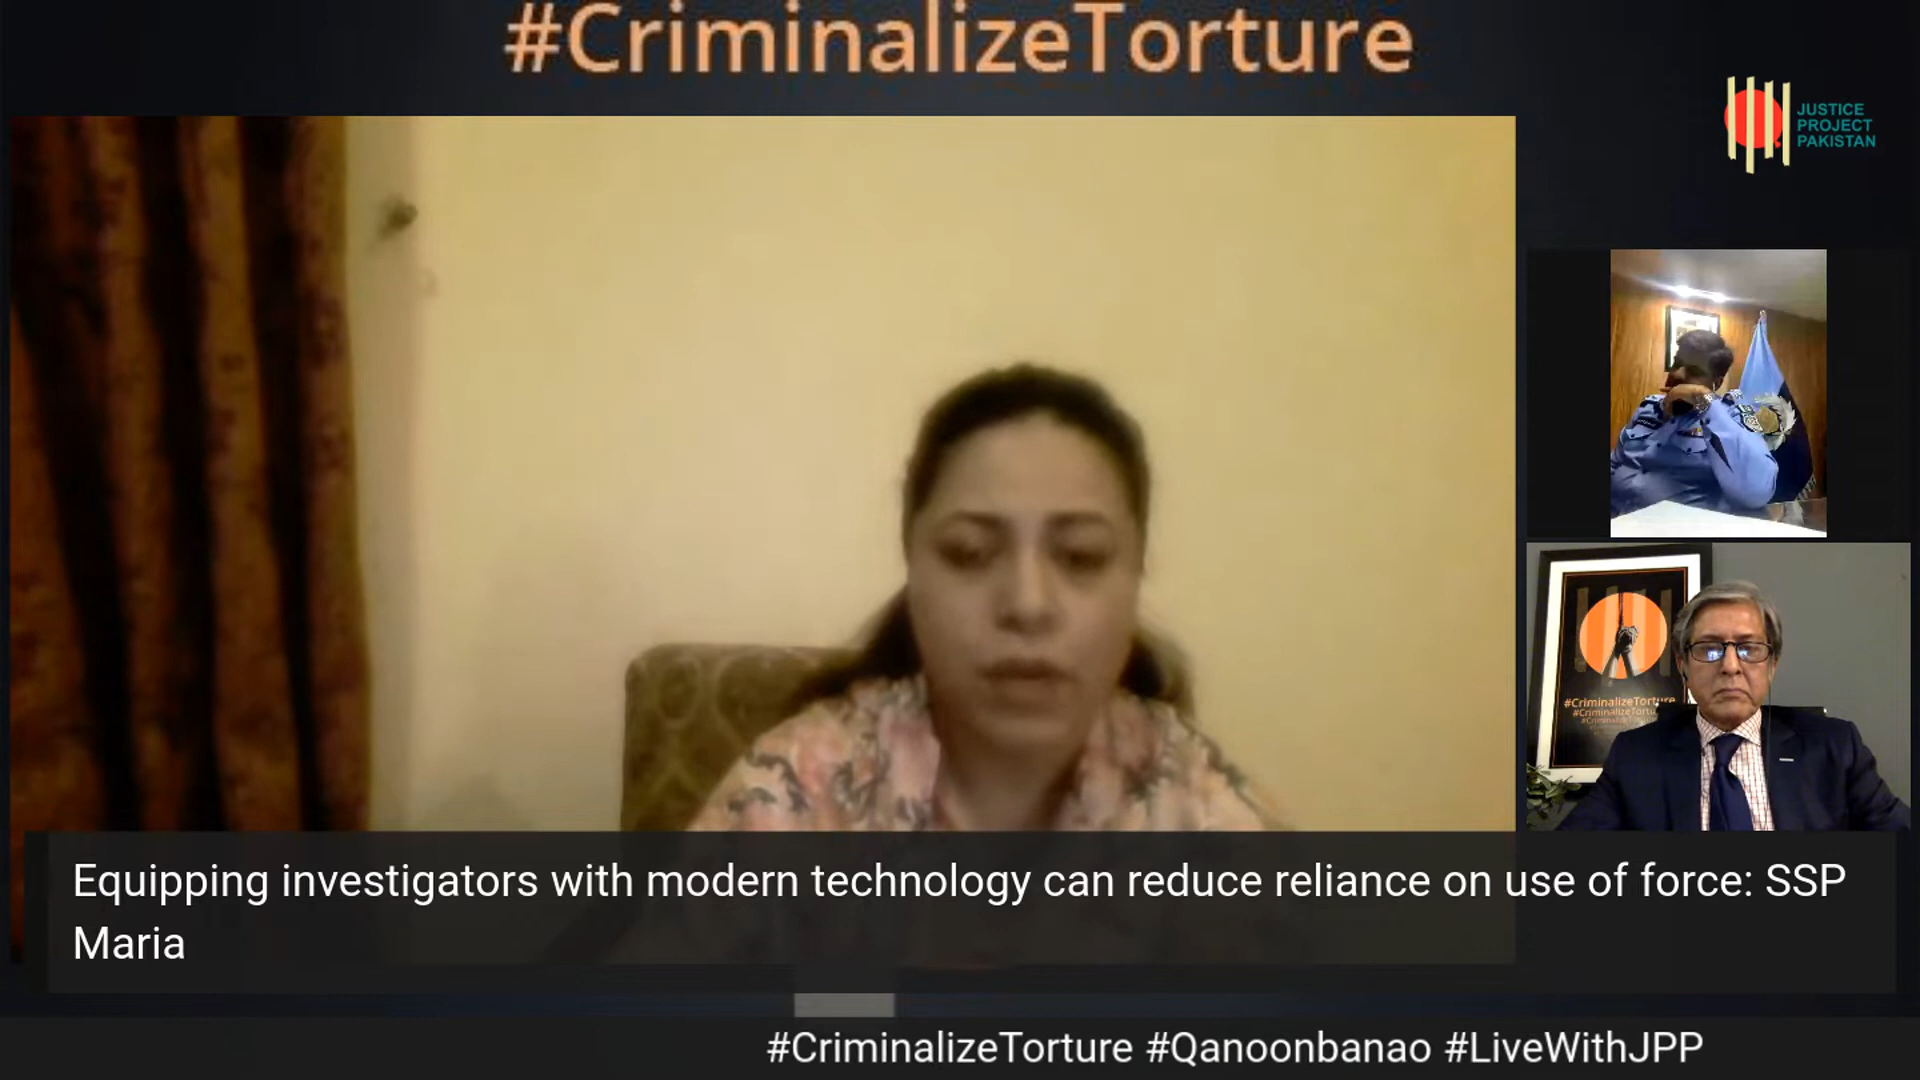 #CriminalizeTorture
JUSTICE
PROJECT
PAKISTAN
#CriminalizeTorture
#CriminalizeTortu
Equipping investigators with modern technology can reduce reliance on use of force: SSP
Maria
#CriminalizeTorture #Qanoonbanao #LiveWithJPP